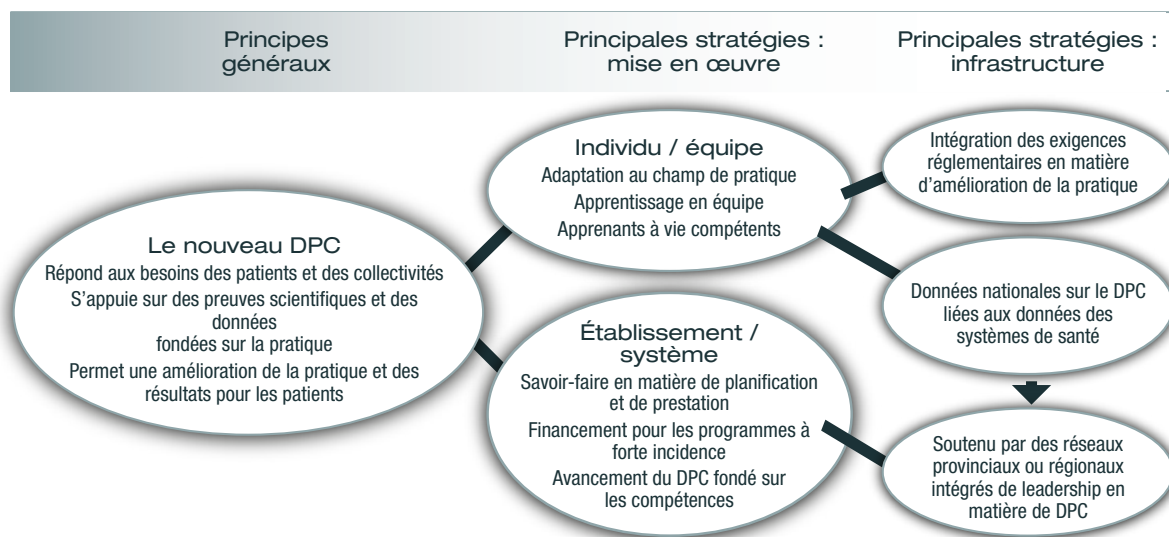 Principes
généraux
Principales stratégies :
mise en œuvre
Principales stratégies :
infrastructure
Le nouveau DPC
Répond aux besoins des patients et des collectivités
S’appuie sur des preuves scientifiques et des
données
fondées sur la pratique
Permet une amélioration de la pratique et des
résultats pour les patients
Individu / équipe
Adaptation au champ de pratique
Apprentissage en équipe
Apprenants à vie compétents
Établissement /
système
Savoir-faire en matière de planification
et de prestation
Financement pour les programmes à
forte incidence
Avancement du DPC fondé sur
les compétences
Intégration des exigences
réglementaires en matière
d’amélioration de la pratique
Données nationales sur le DPC
liées aux données des
systèmes de santé
Soutenu par des réseaux
provinciaux ou régionaux
intégrés de leadership en
matière de DPC